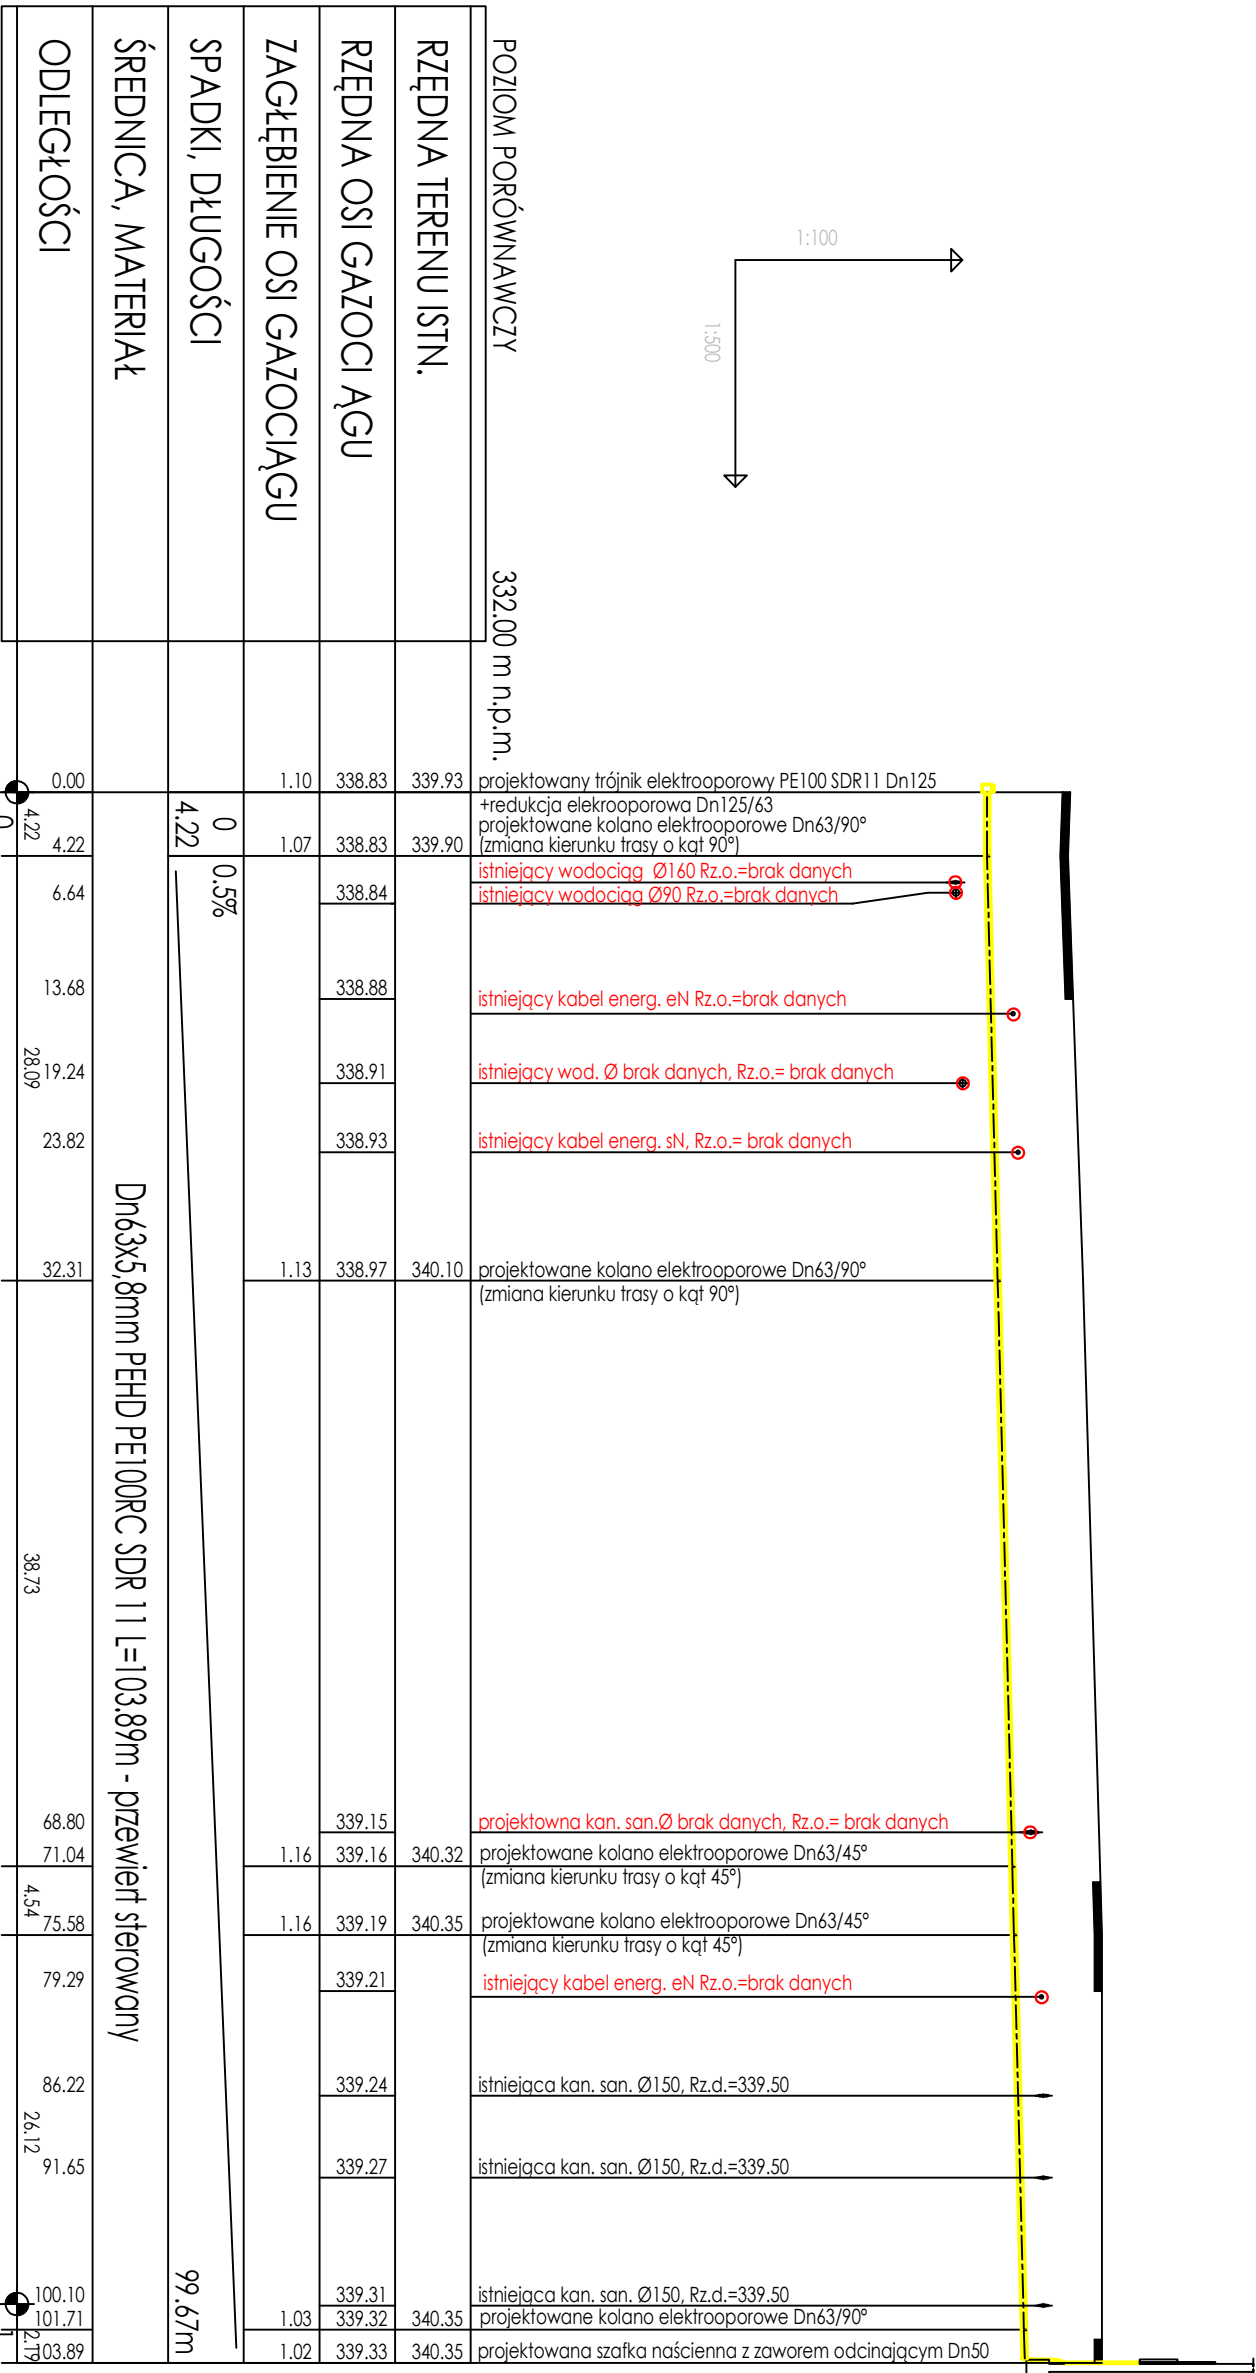 1:100
1:500
POZIOM PORÓWNAWCZY 332.00 m n.p.m.
RZĘDNA TERENU ISTN.
RZĘDNA OSI GAZOCI ĄGU
ZAGŁĘBIENIE OSI GAZOCIĄGU
SPADKI, DŁUGOŚCI
ŚREDNICA, MATERIAŁ
ODLEGŁOŚCI
0.00 1.10 338.83 339.93 projektowany trójnik elektrooporowy PE100 SDR11 Dn125
+redukcja elekrooporowa Dn125/63
projektowane kolano elektrooporowe Dn63/90°
4.22 1.07 338.83 339.90 (zmiana kierunku trasy o kąt 90°)
istniejący wodociąg Ø160 Rz.o.=brak danych
6.64 338.84 istniejący wodociąg Ø90 Rz.o.=brak danych
13.68 338.88 istniejący kabel energ. eN Rz.o.=brak danych
19.24 338.91 istniejący wod. Ø brak danych, Rz.o.= brak danych
23.82 338.93 istniejący kabel energ. sN, Rz.o.= brak danych
32.31 1.13 338.97 340.10 projektowane kolano elektrooporowe Dn63/90°
(zmiana kierunku trasy o kąt 90°)
68.80 339.15 projektowna kan. san.Ø brak danych, Rz.o.= brak danych
71.04 1.16 339.16 340.32 projektowane kolano elektrooporowe Dn63/45°
(zmiana kierunku trasy o kąt 45°)
75.58 1.16 339.19 340.35 projektowane kolano elektrooporowe Dn63/45°
(zmiana kierunku trasy o kąt 45°)
79.29 339.21 istniejący kabel energ. eN Rz.o.=brak danych
86.22 339.24 istniejąca kan. san. Ø150, Rz.d.=339.50
91.65 339.27 istniejąca kan. san. Ø150, Rz.d.=339.50
100.10 339.31 istniejąca kan. san. Ø150, Rz.d.=339.50
101.71 1.03 339.32 340.35 projektowane kolano elektrooporowe Dn63/90°
103.89 1.02 339.33 340.35 projektowana szafka naścienna z zaworem odcinającym Dn50
0 0.5%
4.22 99.67m
Dn63x5,8mm PEHD PE100RC SDR 11 L=103.89m - przewiert sterowany
4.22 28.09 38.73 4.54 26.12 2.19